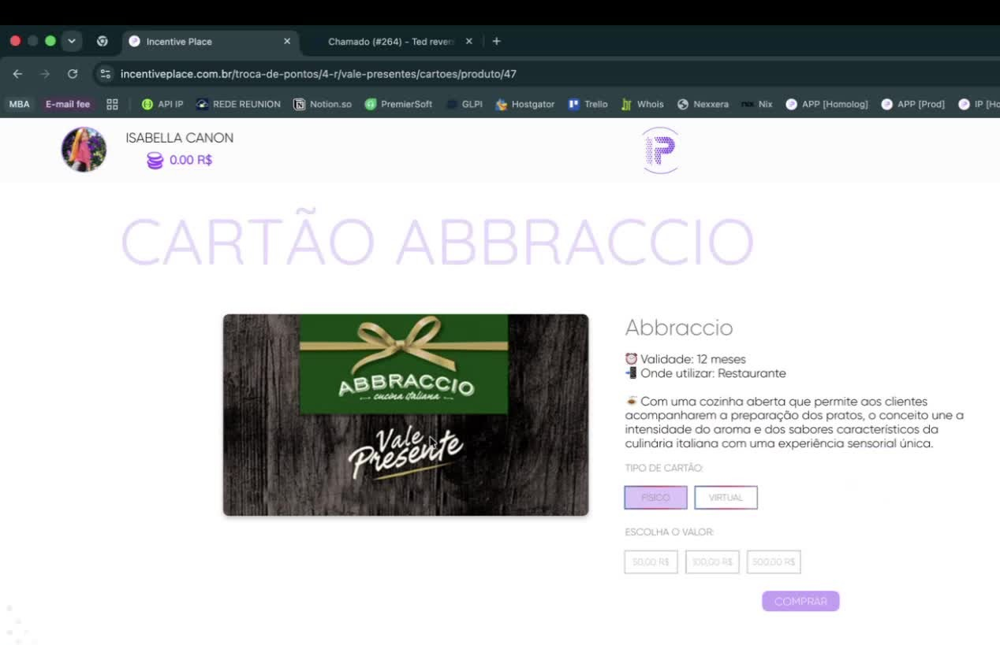 Incentive Place
Chamado (#264) - Ted rever
incentiveplace.com.br/troca-de-pontos/4-r/vale-presentes/cartoes/produto/47
MBA E-mail fee API IP REDE REUNION Notion.so PremierSoft GLPI Hostgator Trello Whois Nexxera nix Nix APP [Homolog] APP [Prod] IP [Ho
ISABELLA CANON
0.00 R$
IP
CARTÃO ABBRACCIO
ABBRACCIO
cucina italiana
Vale
Presente
Abbraccio
Validade: 12 meses
Onde utilizar: Restaurante
Com uma cozinha aberta que permite aos clientes
acompanharem a preparação dos pratos, o conceito une a
intensidade do aroma e dos sabores característicos da
culinária italiana com uma experiência sensorial única.
TIPO DE CARTÃO:
FÍSICO VIRTUAL
ESCOLHA O VALOR:
50,00 R$ 100,00 R$ 500,00 R$
COMPRAR